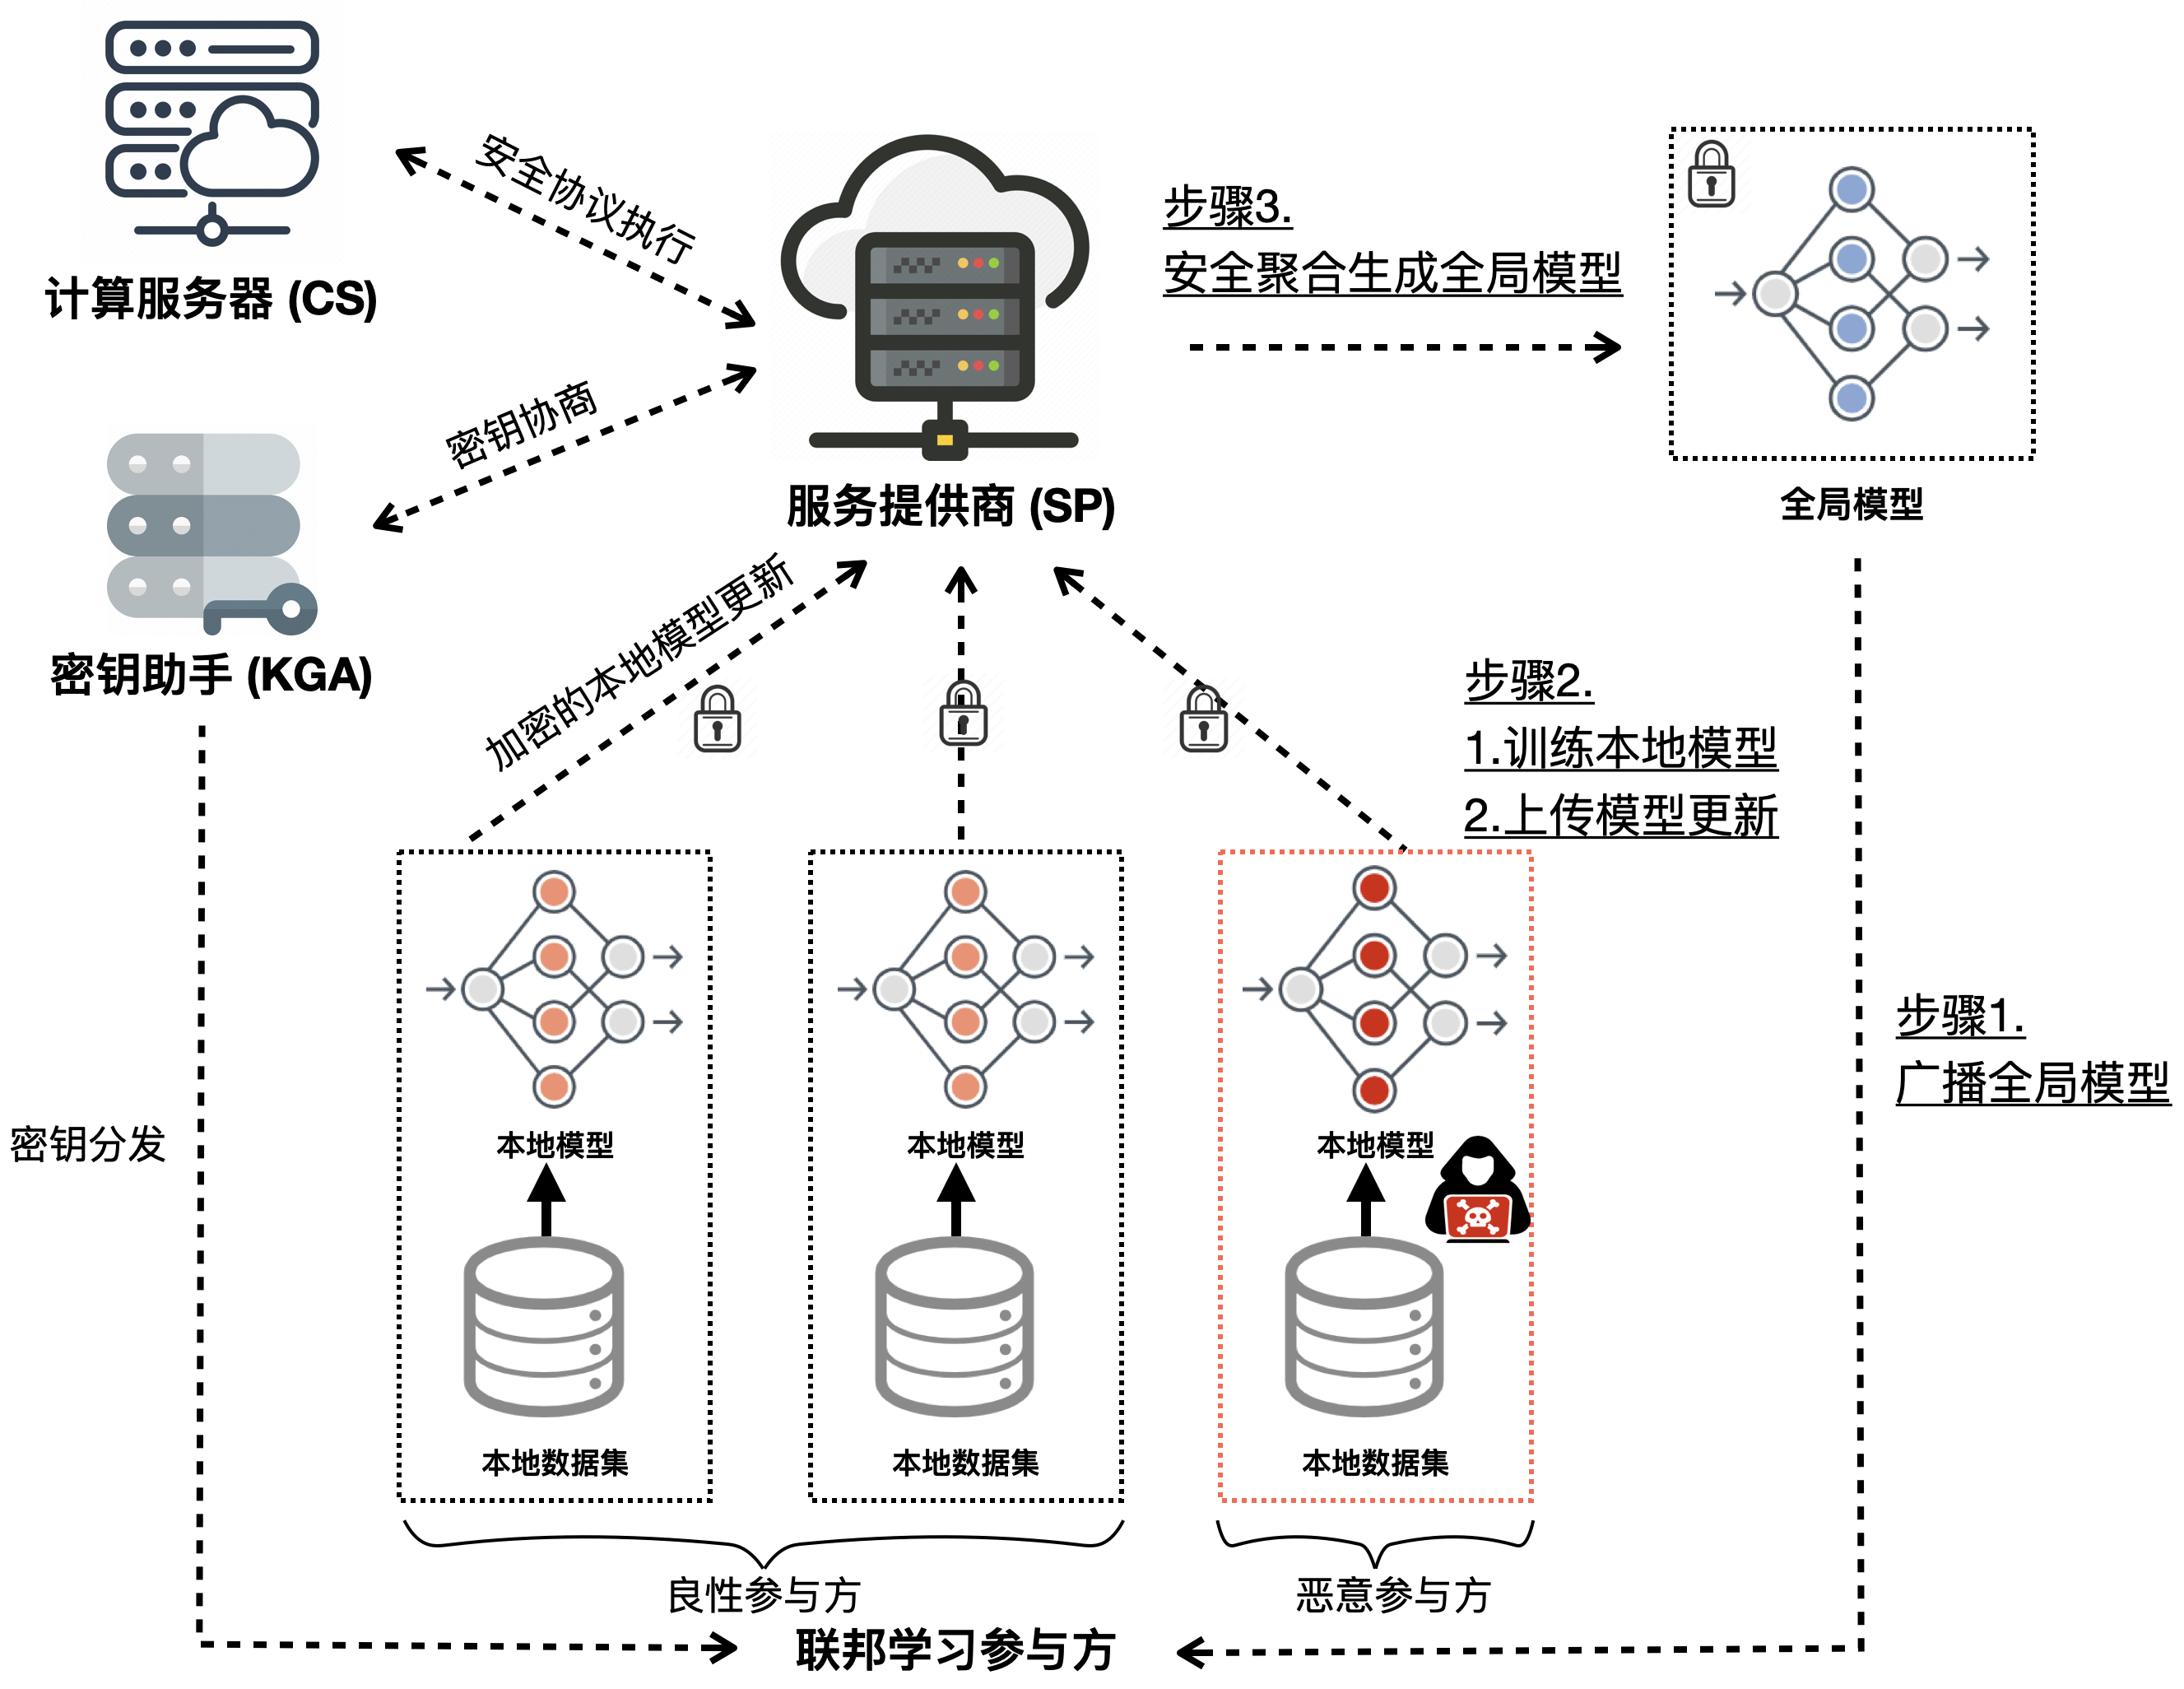 安全协议执行
计算服务器 (CS)
步骤3.
安全聚合生成全局模型
密钥协商
服务提供商 (SP)
全局模型
密钥助手 (KGA)
加密的本地模型更新
步骤2.
1.训练本地模型
2.上传模型更新
步骤1.
广播全局模型
密钥分发
本地模型
本地模型
本地模型
本地数据集
本地数据集
本地数据集
良性参与方
恶意参与方
联邦学习参与方